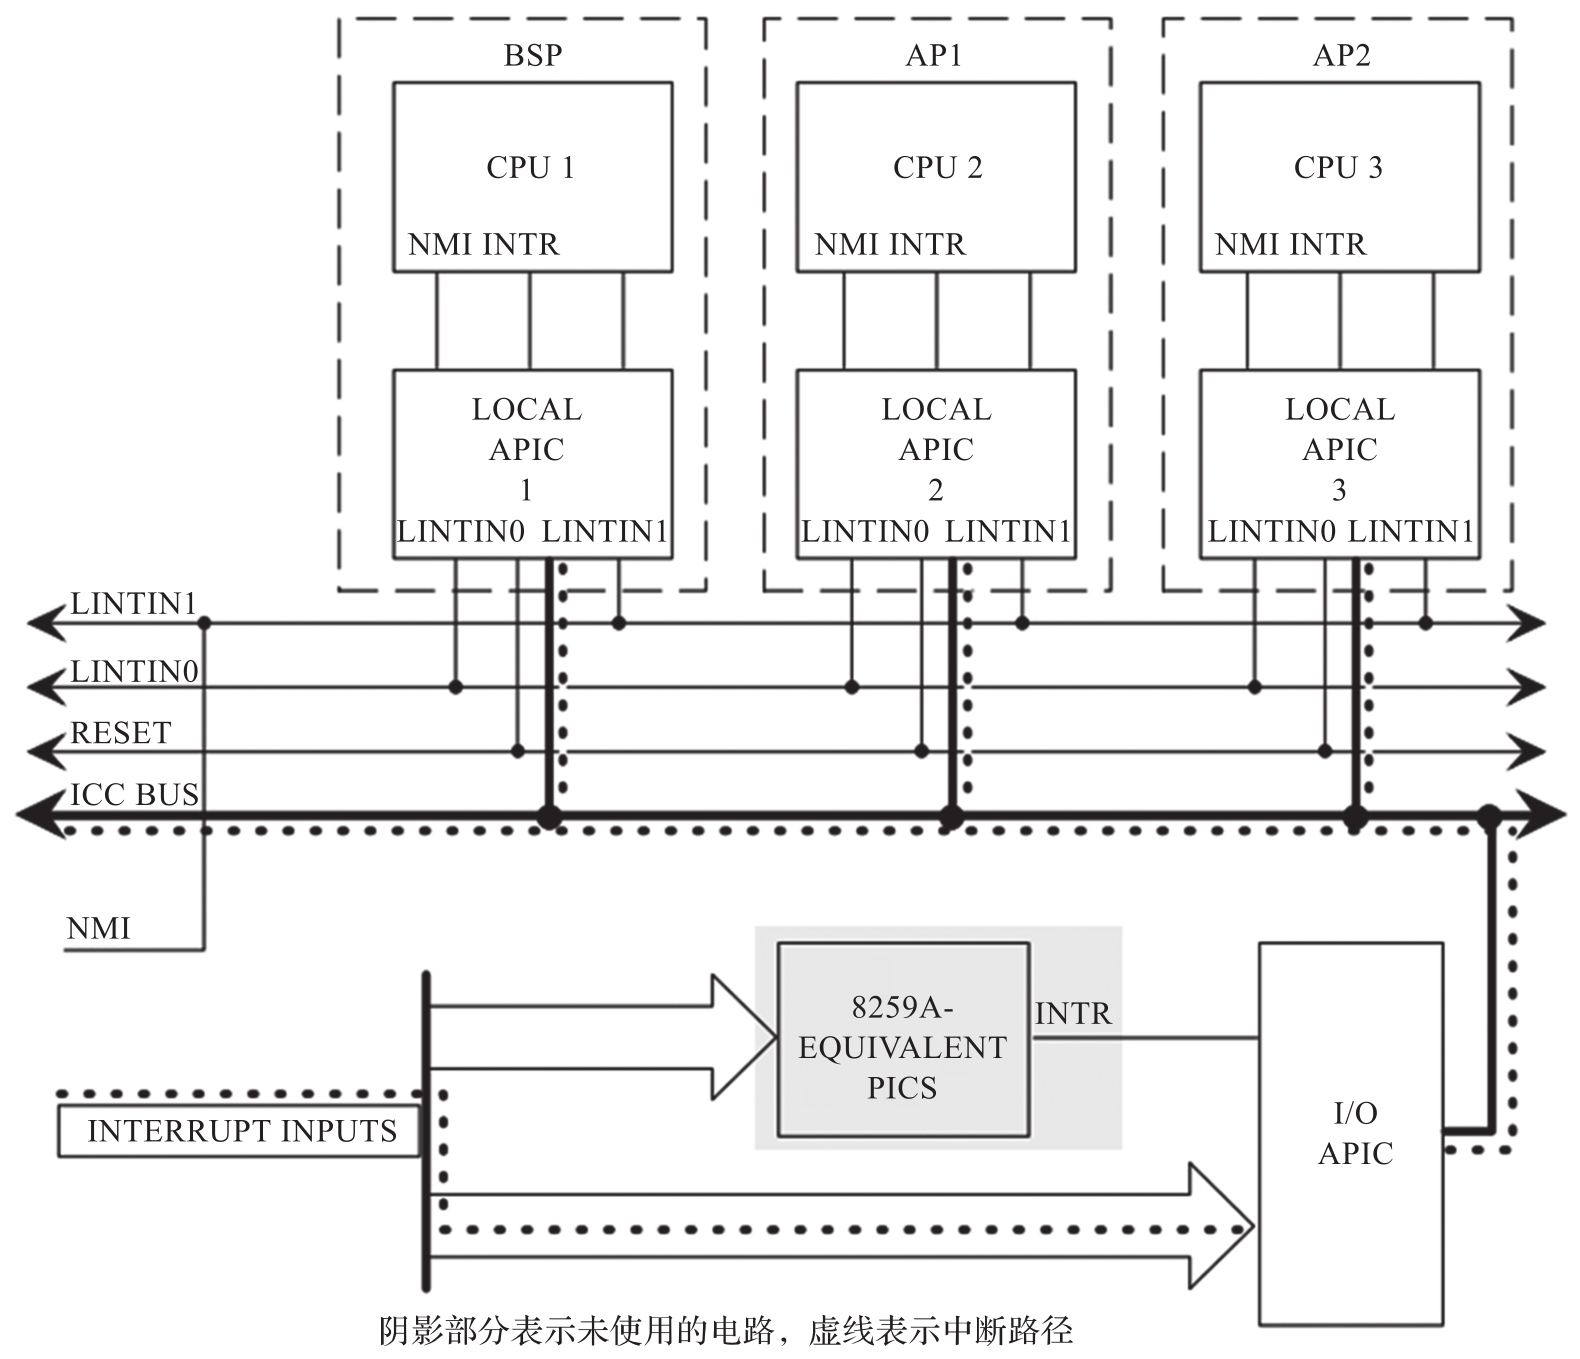 BSP
AP1
AP2
CPU 1
CPU 2
CPU 3
NMI INTR
NMI INTR
NMI INTR
LOCAL
APIC
1
LINTIN0 LINTIN1
LOCAL
APIC
2
LINTIN0 LINTIN1
LOCAL
APIC
3
LINTIN0 LINTIN1
LINTIN1
LINTIN0
RESET
ICC BUS
NMI
8259A-
EQUIVALENT
PICS
INTR
INTERRUPT INPUTS
I/O
APIC
阴影部分表示未使用的电路，虚线表示中断路径